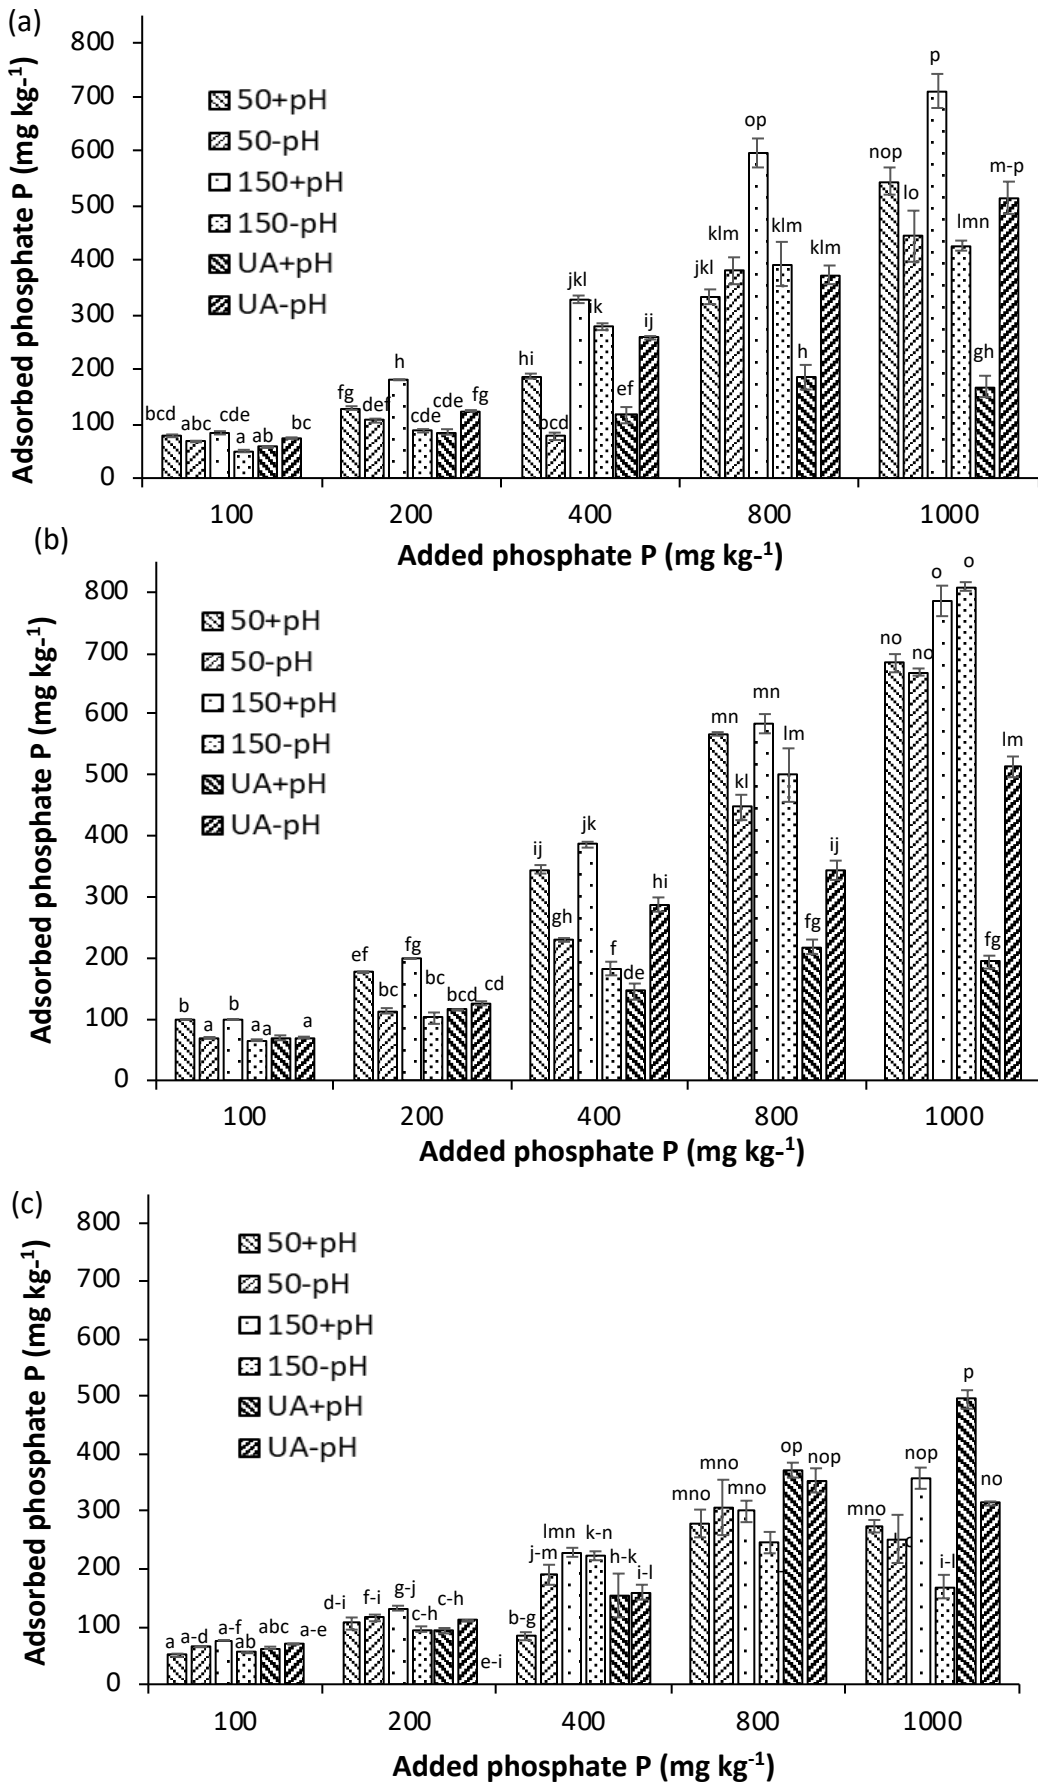 (a)
Adsorbed phosphate P (mg kg-1)
800
700
600
500
400
300
200
100
0
50+pH
50-pH
150+pH
150-pH
UA+pH
UA-pH
bcd
abc
cde
a
ab
bc
fg
def
h
cde
cde
fg
hi
bcd
jkl
ik
ef
ij
jkl
klm
op
klm
h
klm
nop
lo
p
lmn
gh
m-p
100 200 400 800 1000
Added phosphate P (mg kg-1)
(b)
Adsorbed phosphate P (mg kg-1)
800
700
600
500
400
300
200
100
0
50+pH
50-pH
150+pH
150-pH
UA+pH
UA-pH
b
a
b
a
a
a
ef
bc
fg
bc
bcd
cd
ij
gh
jk
f
de
hi
mn
kl
mn
lm
fg
ij
no
no
o
o
fg
lm
100 200 400 800 1000
Added phosphate P (mg kg-1)
(c)
Adsorbed phosphate P (mg kg-1)
800
700
600
500
400
300
200
100
0
50+pH
50-pH
150+pH
150-pH
UA+pH
UA-pH
a
a-d
a-f
ab
abc
a-e
d-i
f-i
g-j
c-h
c-h
e-i
b-g
j-m
lmn
k-n
h-k
i-l
mno
mno
mno
op
nop
mno
nop
i-l
p
no
100 200 400 800 1000
Added phosphate P (mg kg-1)